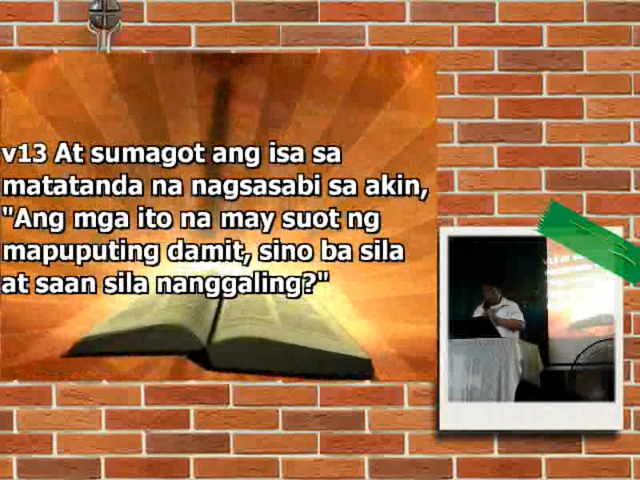 v13 At sumagot ang isa sa
matatanda na nagsasabi sa akin,
"Ang mga ito na may suot ng
mapuputing damit, sino ba sila
at saan sila nanggaling?"